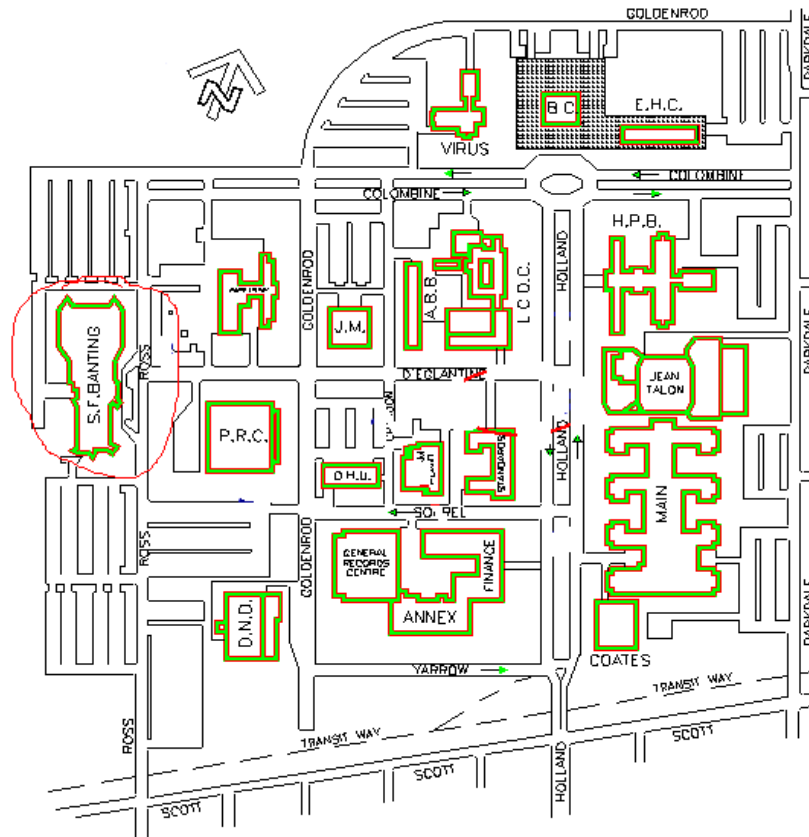 GOLDENROD
PARKDALE
N
B.C.
E.H.C.
VIRUS
COLOMBINE
COLOMBINE
H.P.B.
GOLDENROD
HOLLAND
A.B.B.
L.C.D.C.
J.M.
S.F.BANTING
ROSS
PARKDALE
D'EGLANTINE
JEAN
TALON
P.R.C.
HOLLAND
STANDARDS
O.H.U.
MAIN
SORREL
ROSS
GOLDENROD
GENERAL
RECORDS
CENTRE
FINANCE
ANNEX
D.N.D.
PARKDALE
COATES
YARROW
TRANSIT WAY
ROSS
TRANSIT WAY
SCOTT
HOLLAND
SCOTT
SCOTT